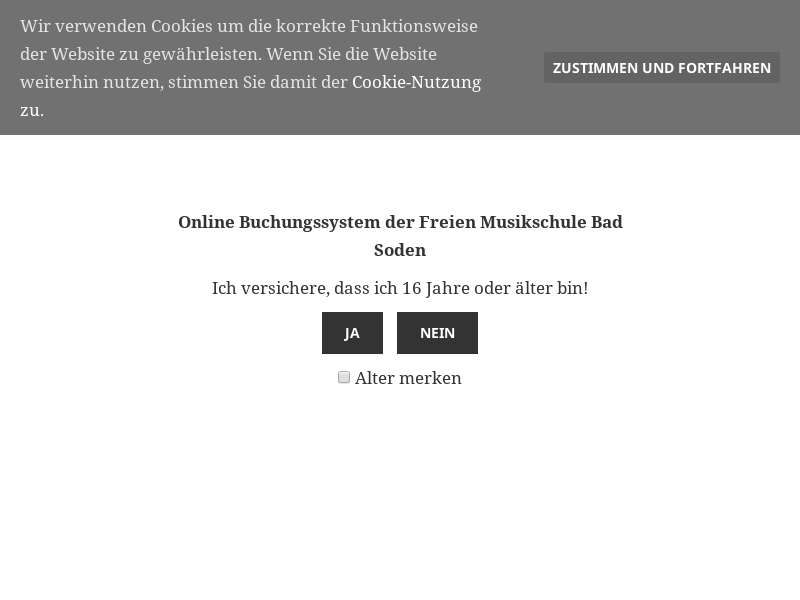 Wir verwenden Cookies um die korrekte Funktionsweise
der Website zu gewährleisten. Wenn Sie die Website
weiterhin nutzen, stimmen Sie damit der Cookie-Nutzung
zu.
ZUSTIMMEN UND FORTFAHREN
Online Buchungssystem der Freien Musikschule Bad
Soden
Ich versichere, dass ich 16 Jahre oder älter bin!
JA NEIN
Alter merken